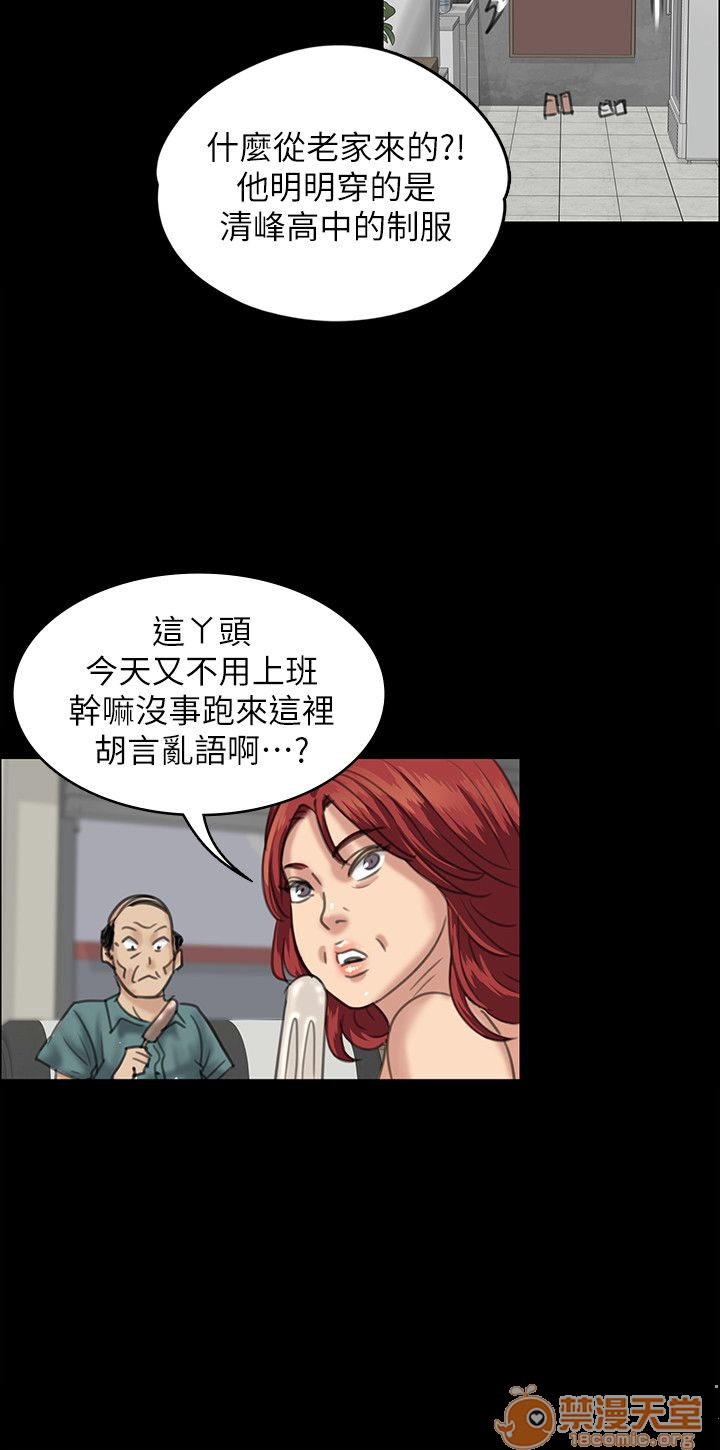 什麼從老家來的?!
他明明穿的是
清峰高中的制服
這丫頭
今天又不用上班
幹嘛沒事跑來這裡
胡言亂語啊⋯?
禁漫天堂
18comic.org